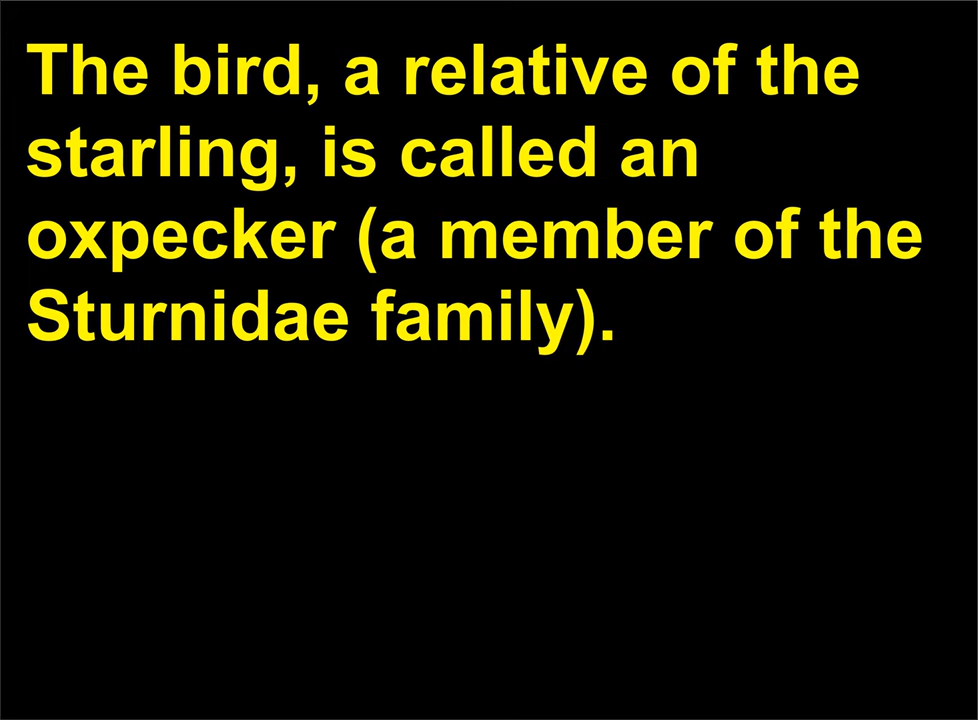 The bird, a relative of the
starling, is called an
oxpecker (a member of the
Sturnidae family).